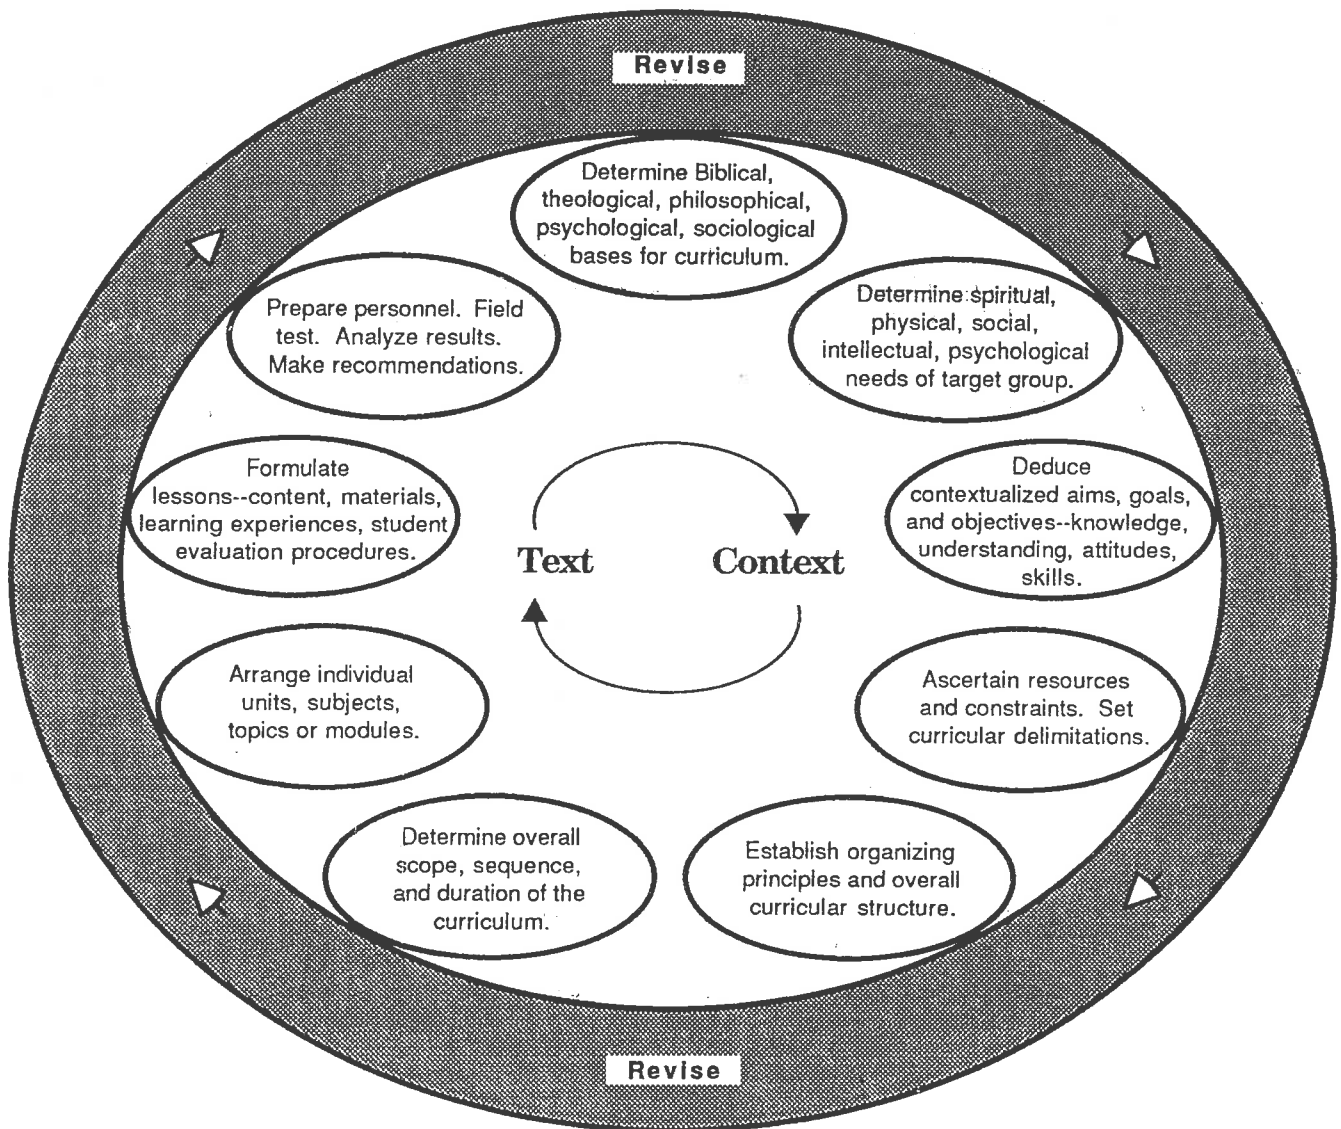 Revise
Determine Biblical,
theological, philosophical,
psychological, sociological
bases for curriculum.
Determine spiritual,
physical, social,
intellectual, psychological
needs of target group.
Deduce
contextualized aims, goals,
and objectives--knowledge,
understanding, attitudes,
skills.
Ascertain resources
and constraints. Set
curricular delimitations.
Establish organizing
principles and overall
curricular structure.
Determine overall
scope, sequence,
and duration of the
curriculum.
Arrange individual
units, subjects,
topics or modules.
Formulate
lessons--content, materials,
learning experiences, student
evaluation procedures.
Prepare personnel. Field
test. Analyze results.
Make recommendations.
Text
Context
Revise